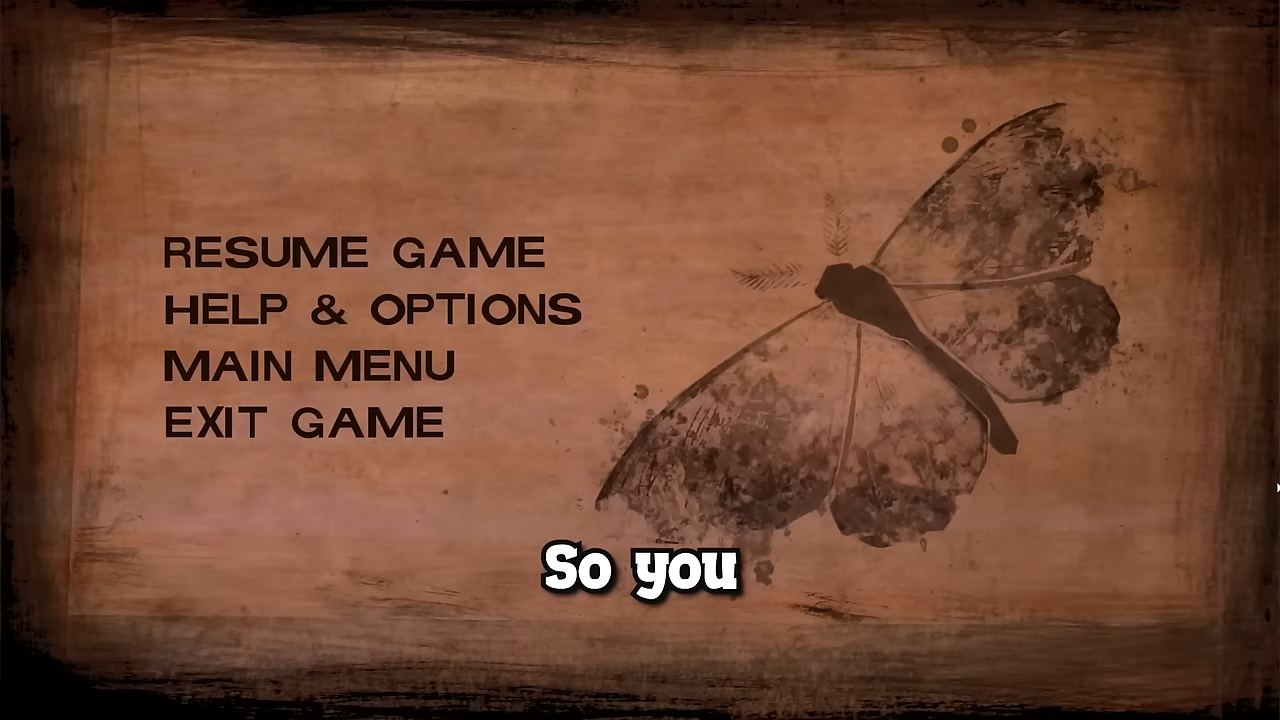 RESUME GAME
HELP & OPTIONS
MAIN MENU
EXIT GAME
So you